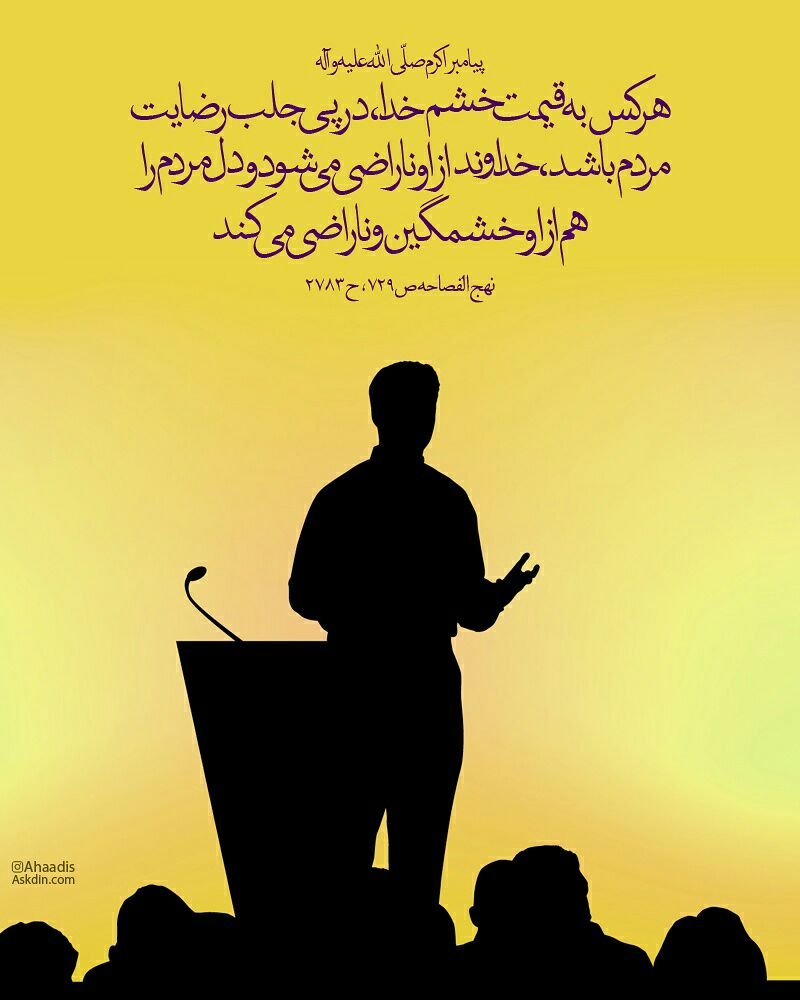 پیامبر اکرم صلّی الله علیه و آله
هرکس به قیمت خشم خدا، در پی جلب رضایت
مردم باشد، خداوند از او ناراضی می‌شود و دل مردم را
هم از او خشمگین و ناراضی می‌کند
نهج الفصاحه ص ۷۲۹، ح ۲۷۸۳
Ahaadis
Askdin.com